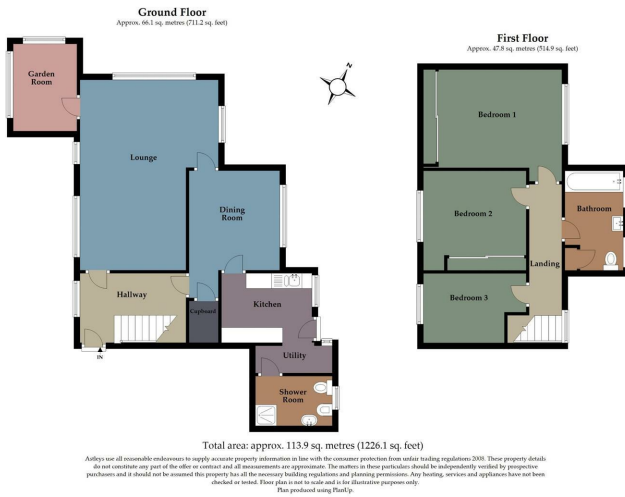 Ground Floor
Approx. 66.1 sq. metres (711.2 sq. feet)
Garden
Room
Lounge
Dining
Room
Hallway
Kitchen
Cupboard
Utility
Shower
Room
IN
N
First Floor
Approx. 47.8 sq. metres (514.9 sq. feet)
Bedroom 1
Bedroom 2
Bathroom
Landing
Bedroom 3
Total area: approx. 113.9 sq. metres (1226.1 sq. feet)
Astleys use all reasonable endeavours to supply accurate property information in line with the consumer protection from unfair trading regulations 2008. These property details
do not constitute any part of the offer or contract and all measurements are approximate. The matters in these particulars should be independently verified by prospective
purchasers and it should not be assumed this property has all the necessary building regulations and planning permissions. Any heating, services and appliances have not been
checked or tested. Floor plan is not to scale and is for illustrative purposes only.
Plan produced using PlanUp.